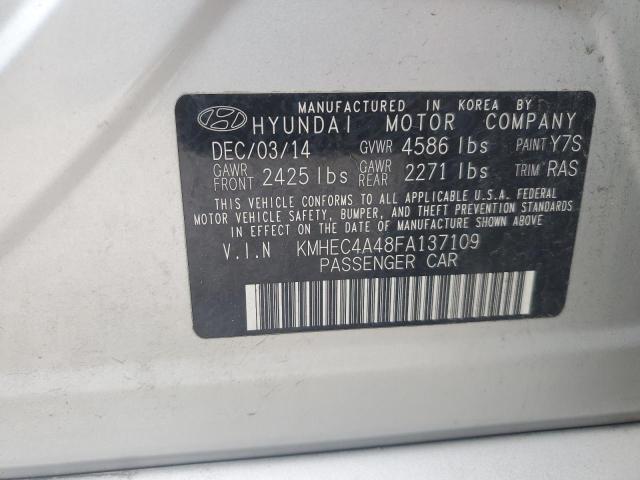 MANUFACTURED IN KOREA BY
HYUNDAI MOTOR COMPANY
DEC/03/14 GVWR 4586 lbs PAINT Y7S
GAWR FRONT 2425 lbs GAWR REAR 2271 lbs TRIM RAS
THIS VEHICLE CONFORMS TO ALL APPLICABLE U.S.A. FEDERAL
MOTOR VEHICLE SAFETY, BUMPER, AND THEFT PREVENTION STANDARDS
IN EFFECT ON THE DATE OF MANUFACTURE SHOWN ABOVE
V.I.N KMHEC4A48FA137109
PASSENGER CAR